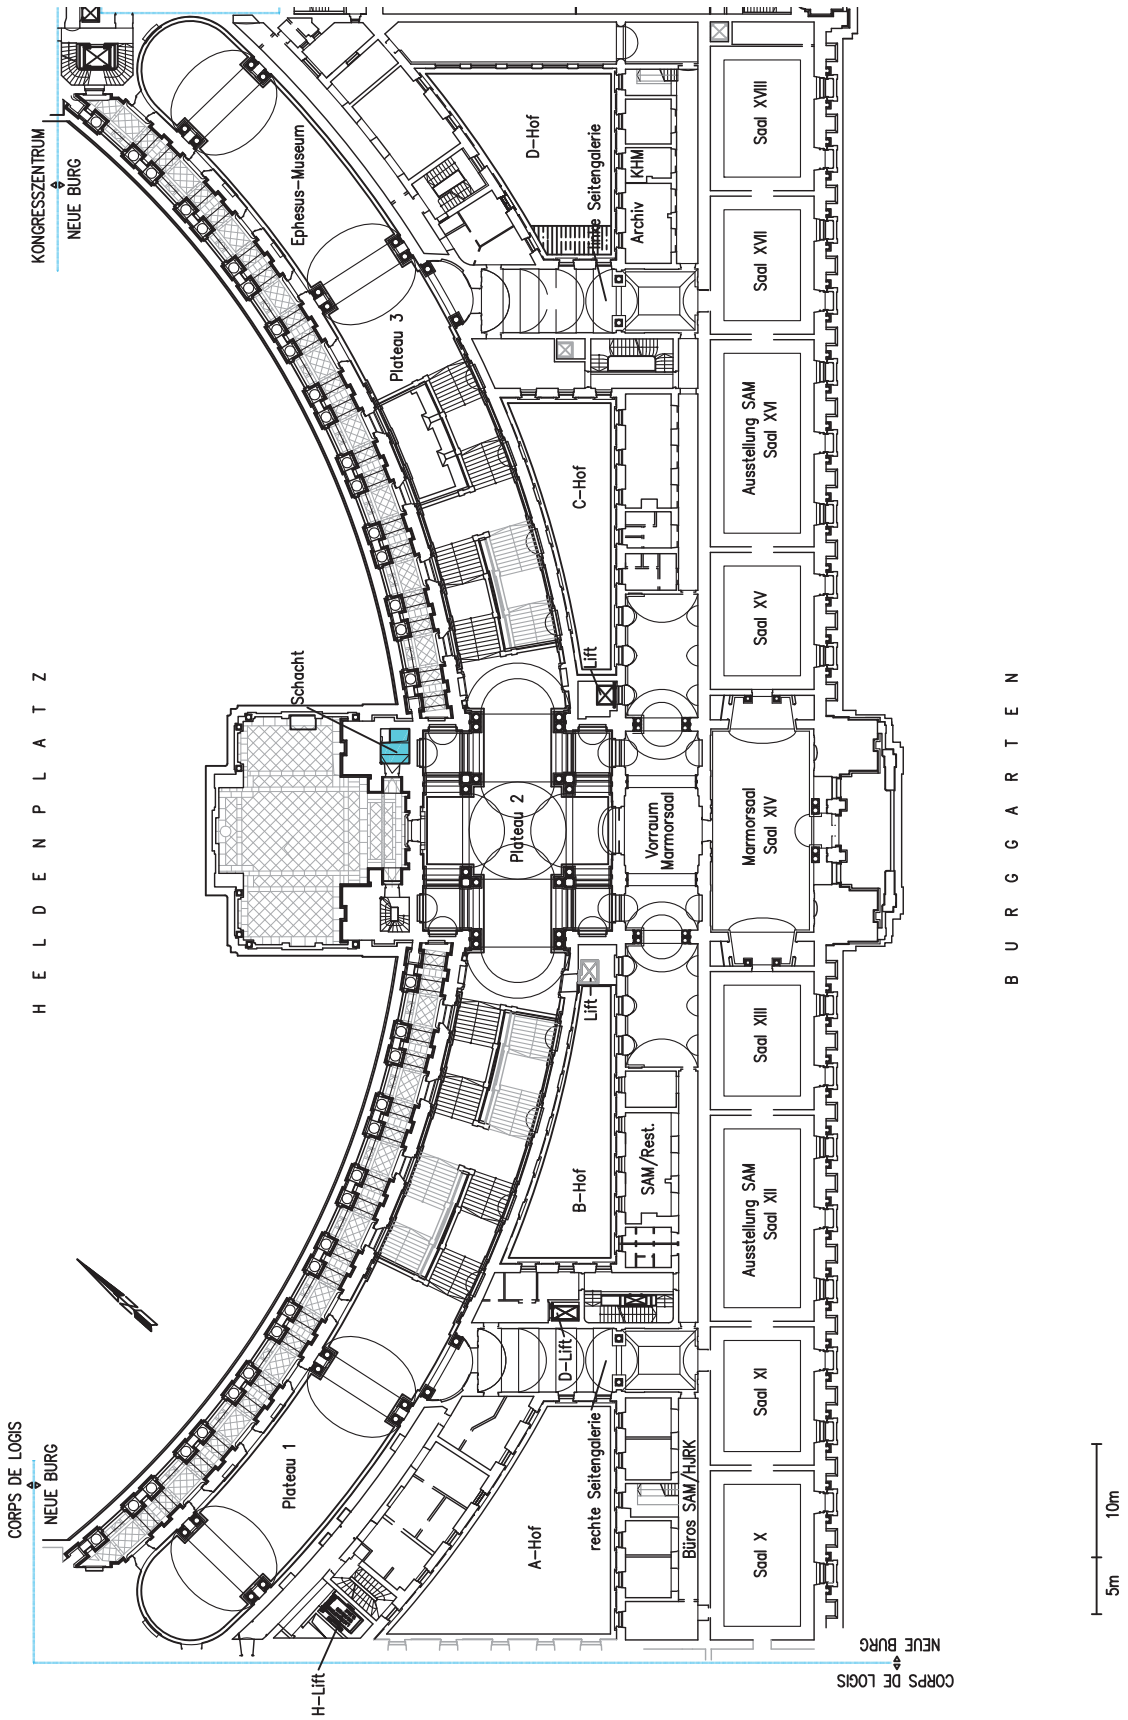 KONGRESSZENTRUM
NEUE BURG
HELDENPLATZ
BURGGARTEN
Ephesus-Museum
Plateau 3
D-Hof
linke Seitengalerie
KHM
Archiv
Saal XVIII
Saal XVII
Ausstellung SAM
Saal XVI
C-Hof
Saal XV
Schacht
Lift
Plateau 2
Vorraum
Marmorsaal
Marmorsaal
Saal XIV
Lift
Saal XIII
B-Hof
SAM/Rest.
Ausstellung SAM
Saal XII
D-Lift
Saal XI
CORPS DE LOGIS
NEUE BURG
Plateau 1
A-Hof
rechte Seitengalerie
Büros SAM/HJRK
Saal X
H-Lift
NEUE BURG
CORPS DE LOGIS
5m
10m